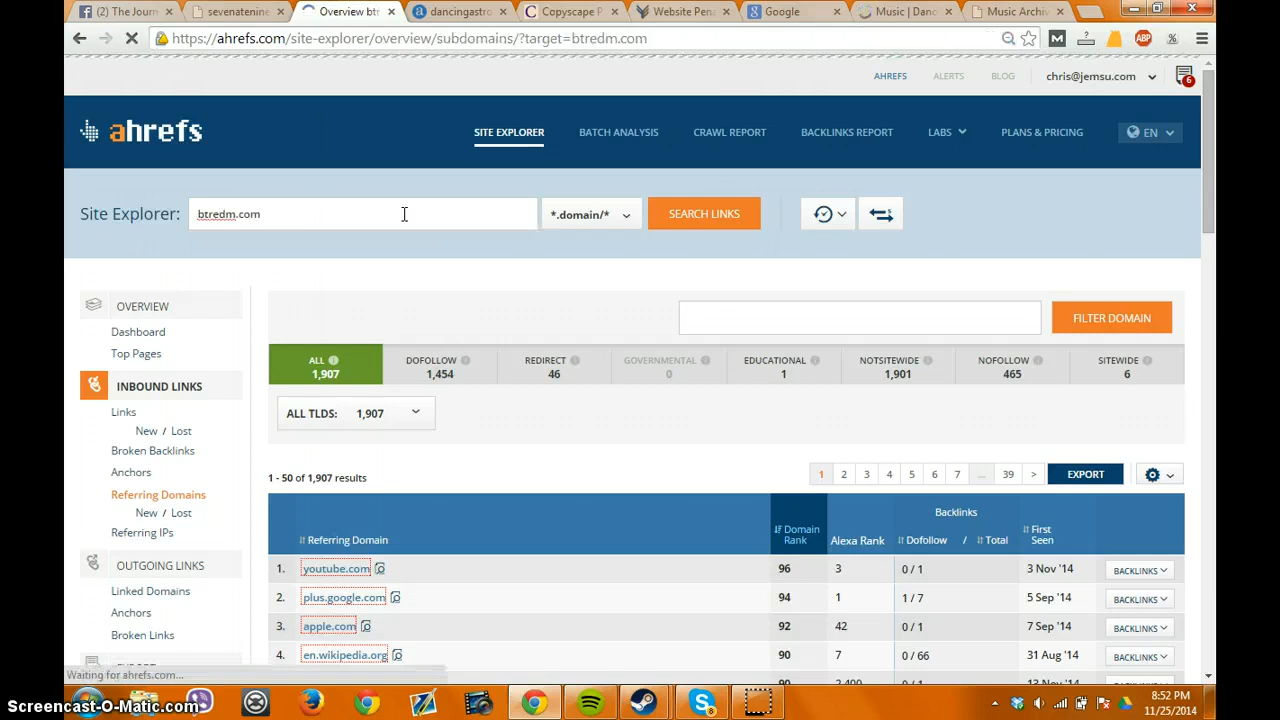 (2) The Journ
sevenatenine
Overview btr
dancingastro
Copyscape P
Website Pena
Google
Music | Danc
Music Archiv
https://ahrefs.com/site-explorer/overview/subdomains/?target=btredm.com
AHREFS ALERTS BLOG chris@jemsu.com 6
ahrefs SITE EXPLORER BATCH ANALYSIS CRAWL REPORT BACKLINKS REPORT LABS PLANS & PRICING EN
Site Explorer: btredm.com *.domain/* SEARCH LINKS
OVERVIEW
Dashboard
Top Pages
INBOUND LINKS
Links
New / Lost
Broken Backlinks
Anchors
Referring Domains
New / Lost
Referring IPs
OUTGOING LINKS
Linked Domains
Anchors
Broken Links
FILTER DOMAIN
ALL DOFOLLOW REDIRECT GOVERNMENTAL EDUCATIONAL NOTSITEWIDE NOFOLLOW SITEWIDE
1,907 1,454 46 0 1 1,901 465 6
ALL TLDS: 1,907
1 - 50 of 1,907 results 1 2 3 4 5 6 7 ... 39 > EXPORT
Backlinks
Referring Domain Domain Rank Alexa Rank Dofollow / Total First Seen
1. youtube.com 96 3 0 / 1 3 Nov '14 BACKLINKS
2. plus.google.com 94 1 1 / 7 5 Sep '14 BACKLINKS
3. apple.com 92 42 0 / 1 7 Sep '14 BACKLINKS
4. en.wikipedia.org 90 7 0 / 66 31 Aug '14 BACKLINKS
Waiting for ahrefs.com...
Screencast-O-Matic.com
8:52 PM
11/25/2014